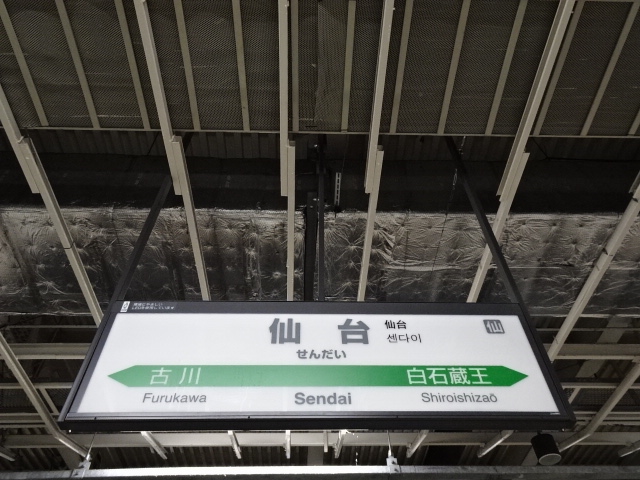 仙台
仙台
센다이
仙
せんだい
古川
白石蔵王
Furukawa
Sendai
Shiroishizaō